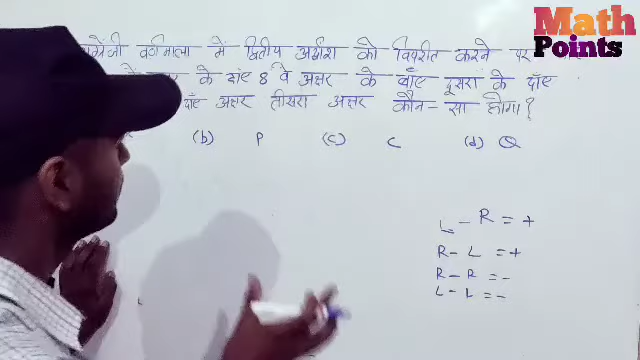 Math
Points
वर्णमाला में द्वितीय अर्धांश को विपरीत करने पर
के दांए 8 वे अक्षर के बाँए दूसरा के दाँए
दाँए अक्षर तीसरा अक्षर कौन-सा होगा?
(b) P (c) C (d) Q
L - R = +
R - L = +
R - R = -
L - L = -